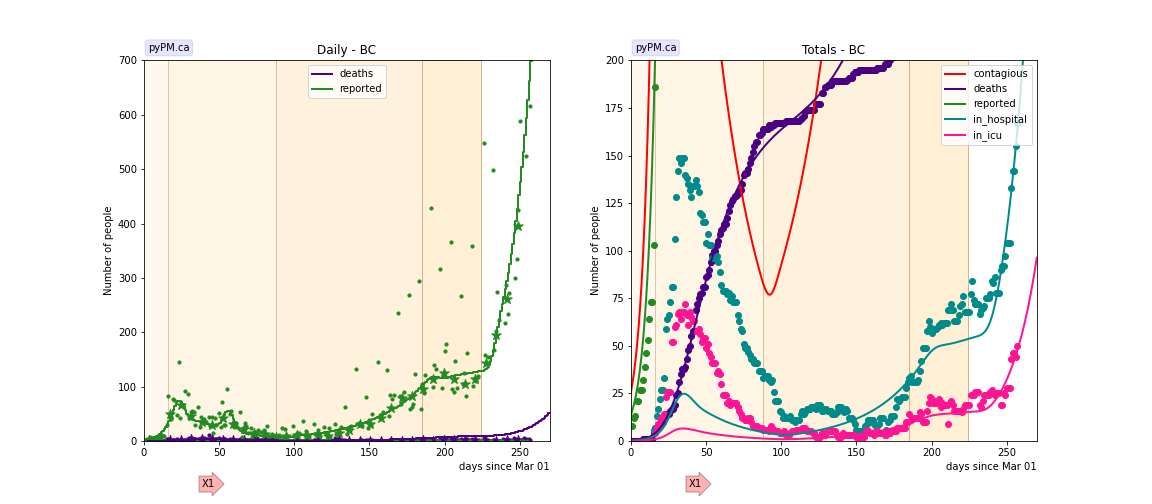 pyPM.ca
Daily - BC
deaths
reported
Number of people
700
600
500
400
300
200
100
0
0
50
100
150
200
250
days since Mar 01
X1
pyPM.ca
Totals - BC
contagious
deaths
reported
in_hospital
in_icu
Number of people
200
175
150
125
100
75
50
25
0
0
50
100
150
200
250
days since Mar 01
X1